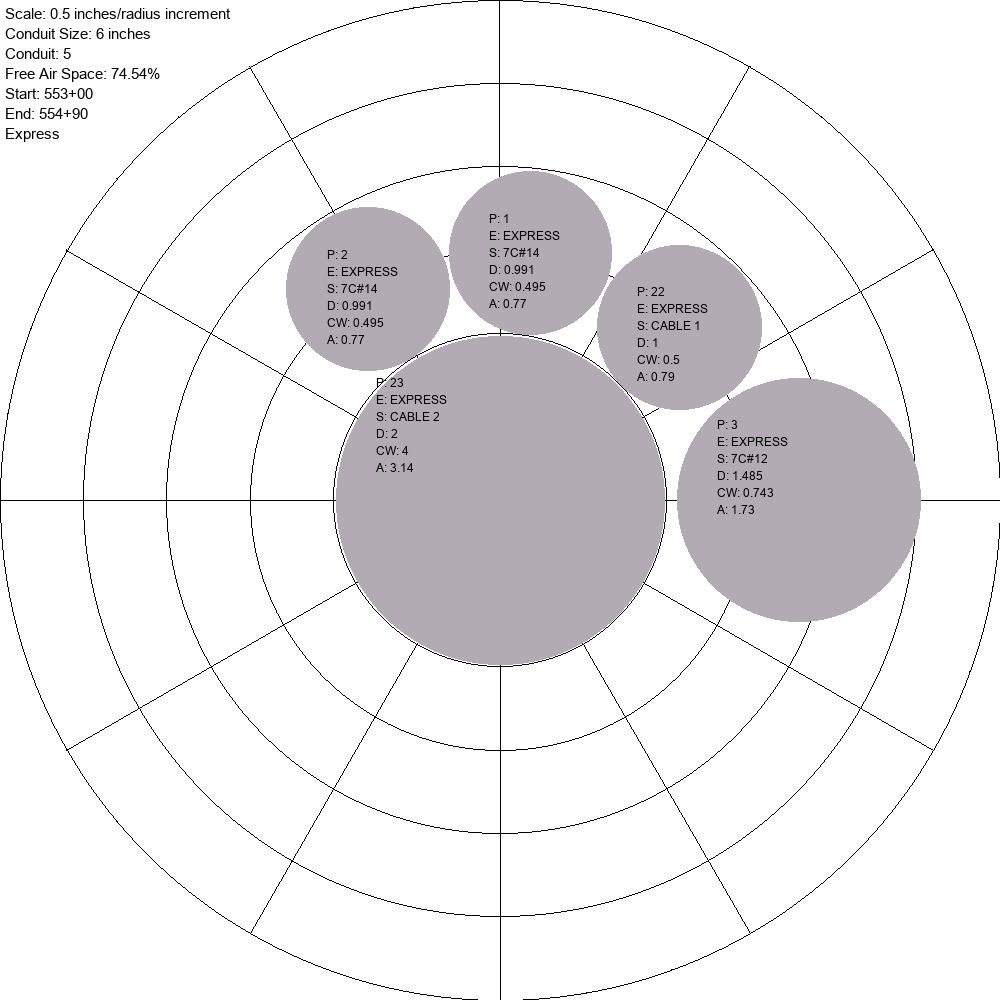 Scale: 0.5 inches/radius increment
Conduit Size: 6 inches
Conduit: 5
Free Air Space: 74.54%
Start: 553+00
End: 554+90
Express
P: 1
E: EXPRESS
S: 7C#14
D: 0.991
CW: 0.495
A: 0.77
P: 2
E: EXPRESS
S: 7C#14
D: 0.991
CW: 0.495
A: 0.77
P: 22
E: EXPRESS
S: CABLE 1
D: 1
CW: 0.5
A: 0.79
P: 23
E: EXPRESS
S: CABLE 2
D: 2
CW: 4
A: 3.14
P: 3
E: EXPRESS
S: 7C#12
D: 1.485
CW: 0.743
A: 1.73